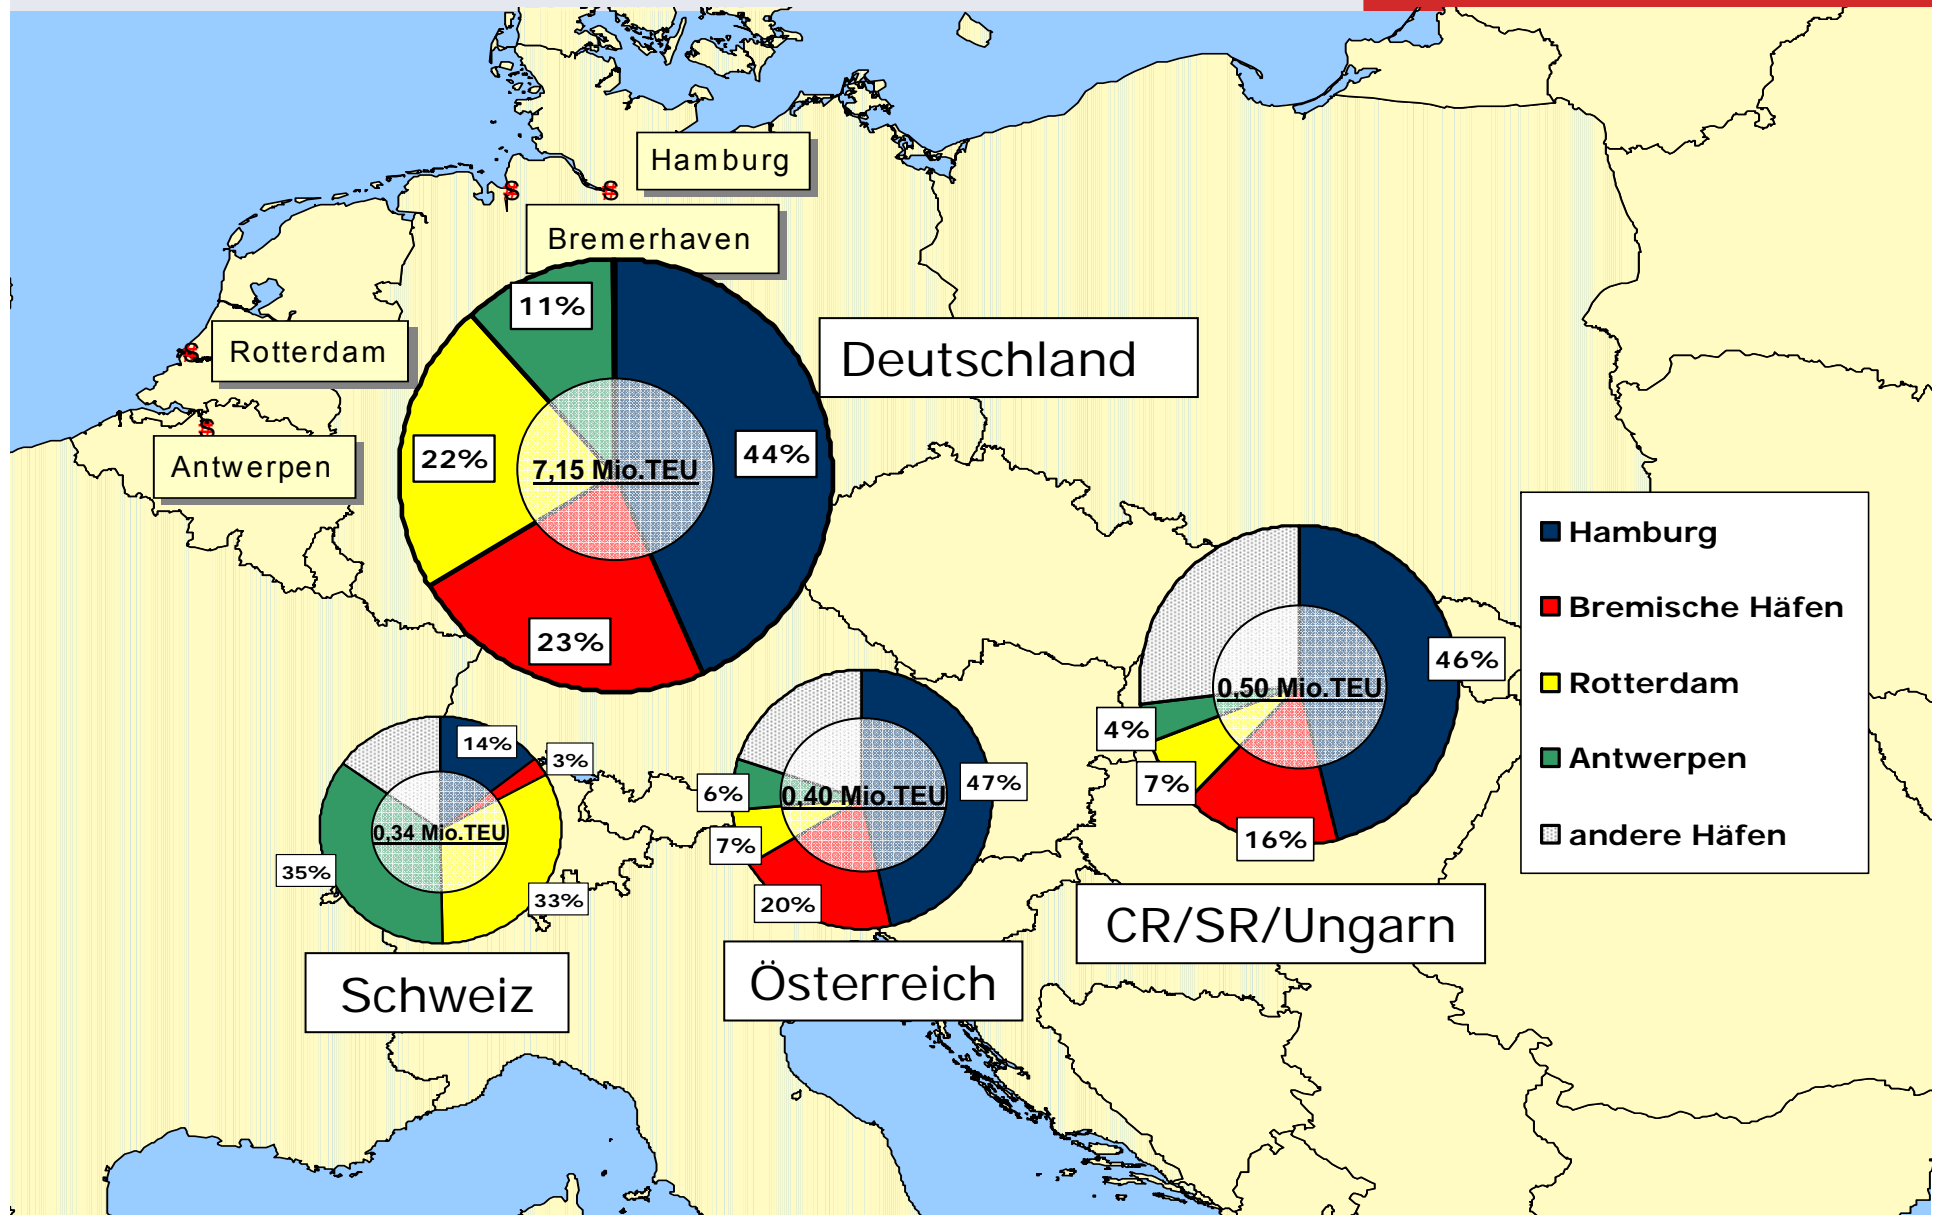 Hamburg
Bremerhaven
Rotterdam
Antwerpen
Deutschland
11%
44%
22%
23%
7,15 Mio.TEU
Hamburg
Bremische Häfen
Rotterdam
Antwerpen
andere Häfen
46%
4%
7%
16%
0,50 Mio.TEU
CR/SR/Ungarn
47%
6%
7%
20%
0,40 Mio.TEU
Österreich
14%
3%
35%
33%
0,34 Mio.TEU
Schweiz